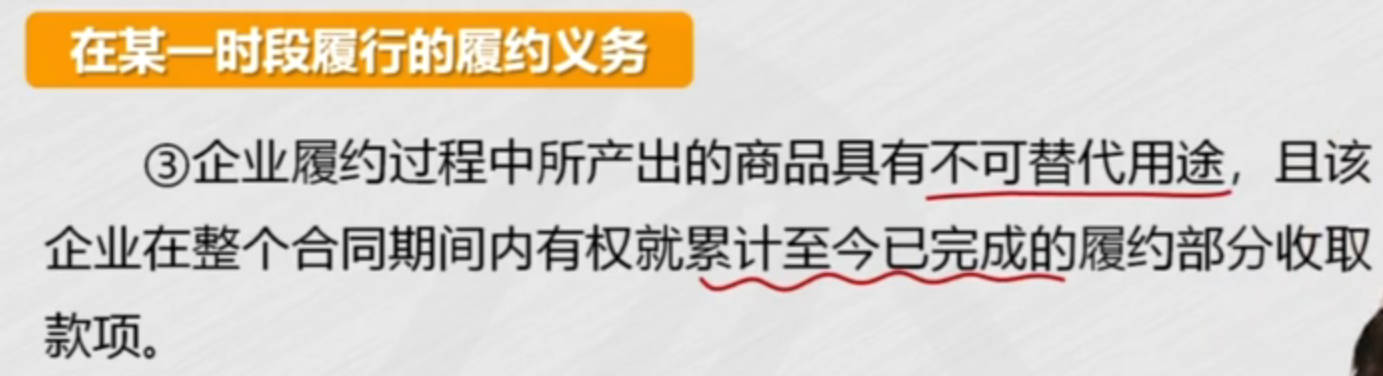 在某一时段履行的履约义务
③企业履约过程中所产出的商品具有不可替代用途，且该
企业在整个合同期间内有权就累计至今已完成的履约部分收取
款项。